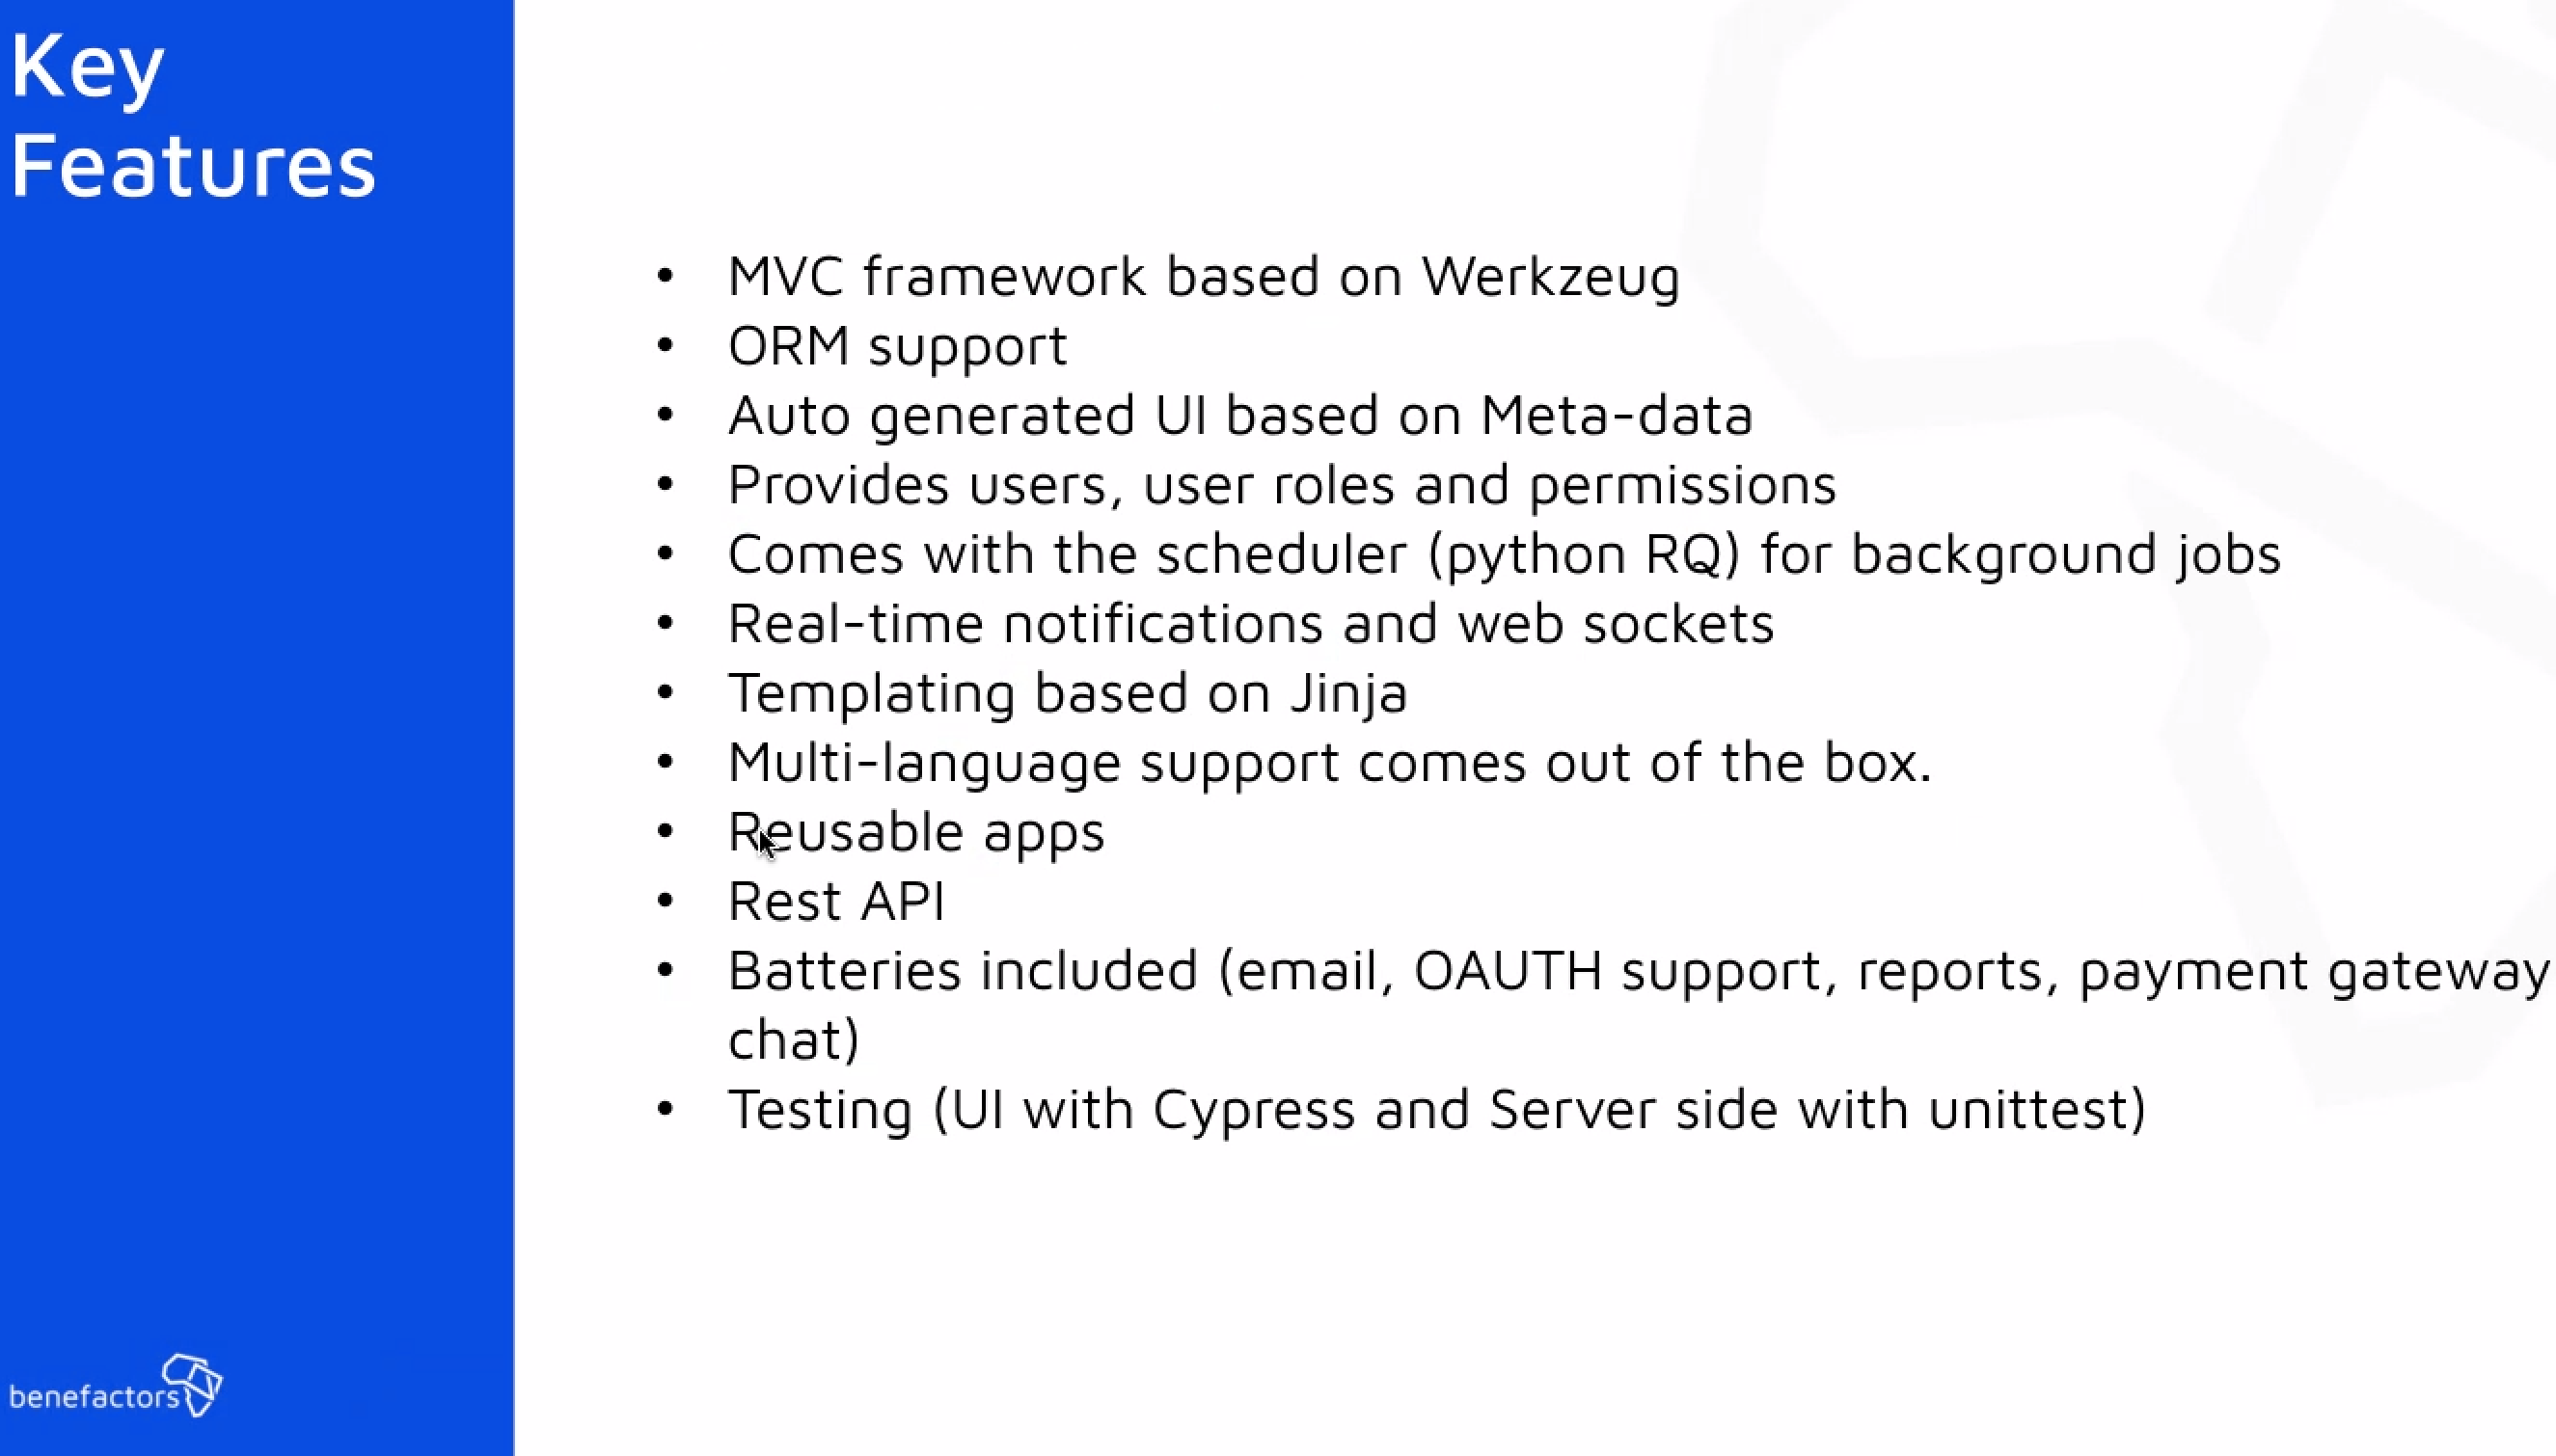 Key
Features
• MVC framework based on Werkzeug
• ORM support
• Auto generated UI based on Meta-data
• Provides users, user roles and permissions
• Comes with the scheduler (python RQ) for background jobs
• Real-time notifications and web sockets
• Templating based on Jinja
• Multi-language support comes out of the box.
• Reusable apps
• Rest API
• Batteries included (email, OAUTH support, reports, payment gateway
chat)
• Testing (UI with Cypress and Server side with unittest)
benefactors